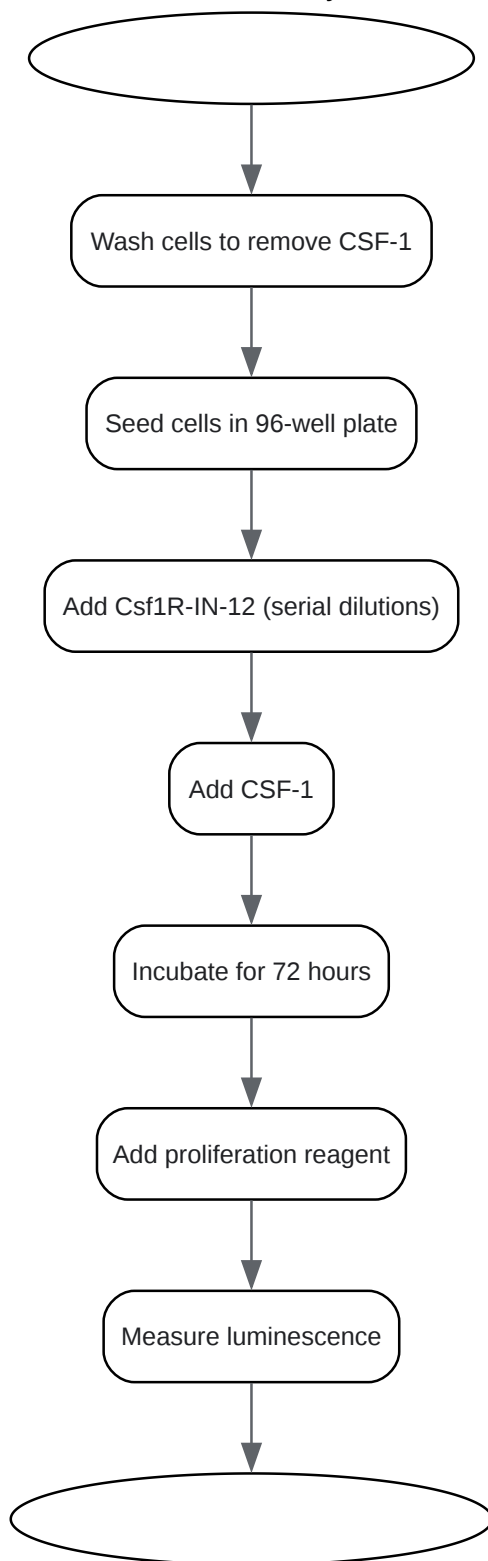 Wash cells to remove CSF-1
Seed cells in 96-well plate
Add Csf1R-IN-12 (serial dilutions)
Add CSF-1
Incubate for 72 hours
Add proliferation reagent
Measure luminescence